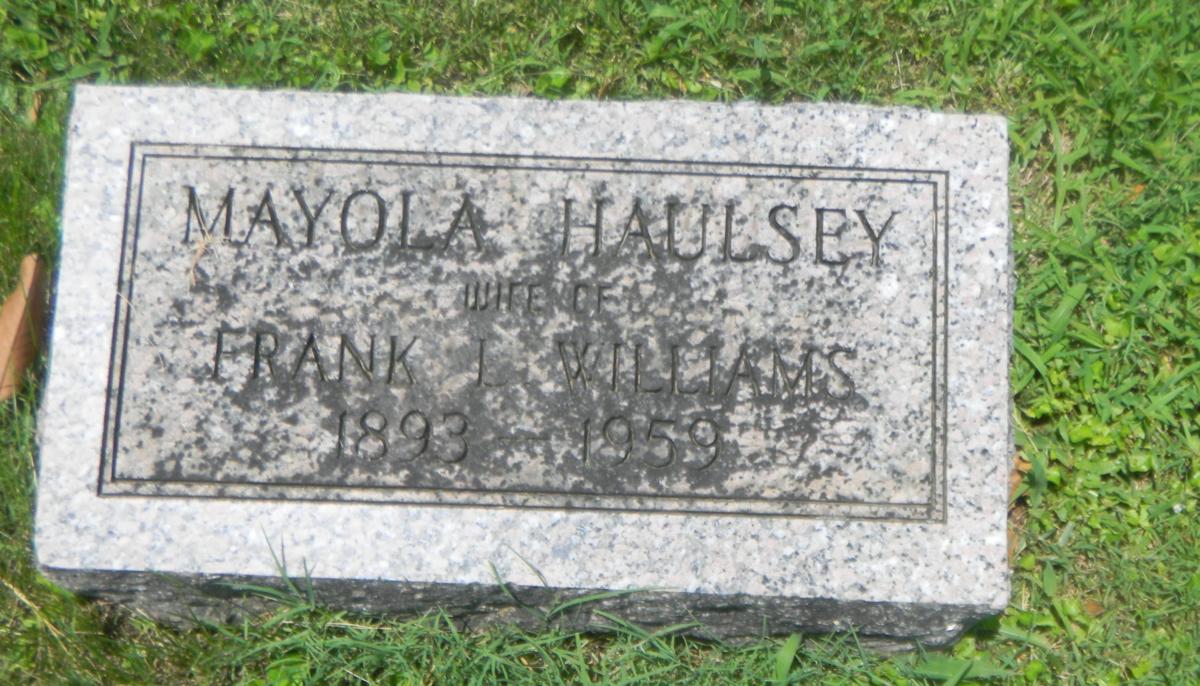 MAYOLA HAULSEY
WIFE OF
FRANK L. WILLIAMS
1893 — 1959